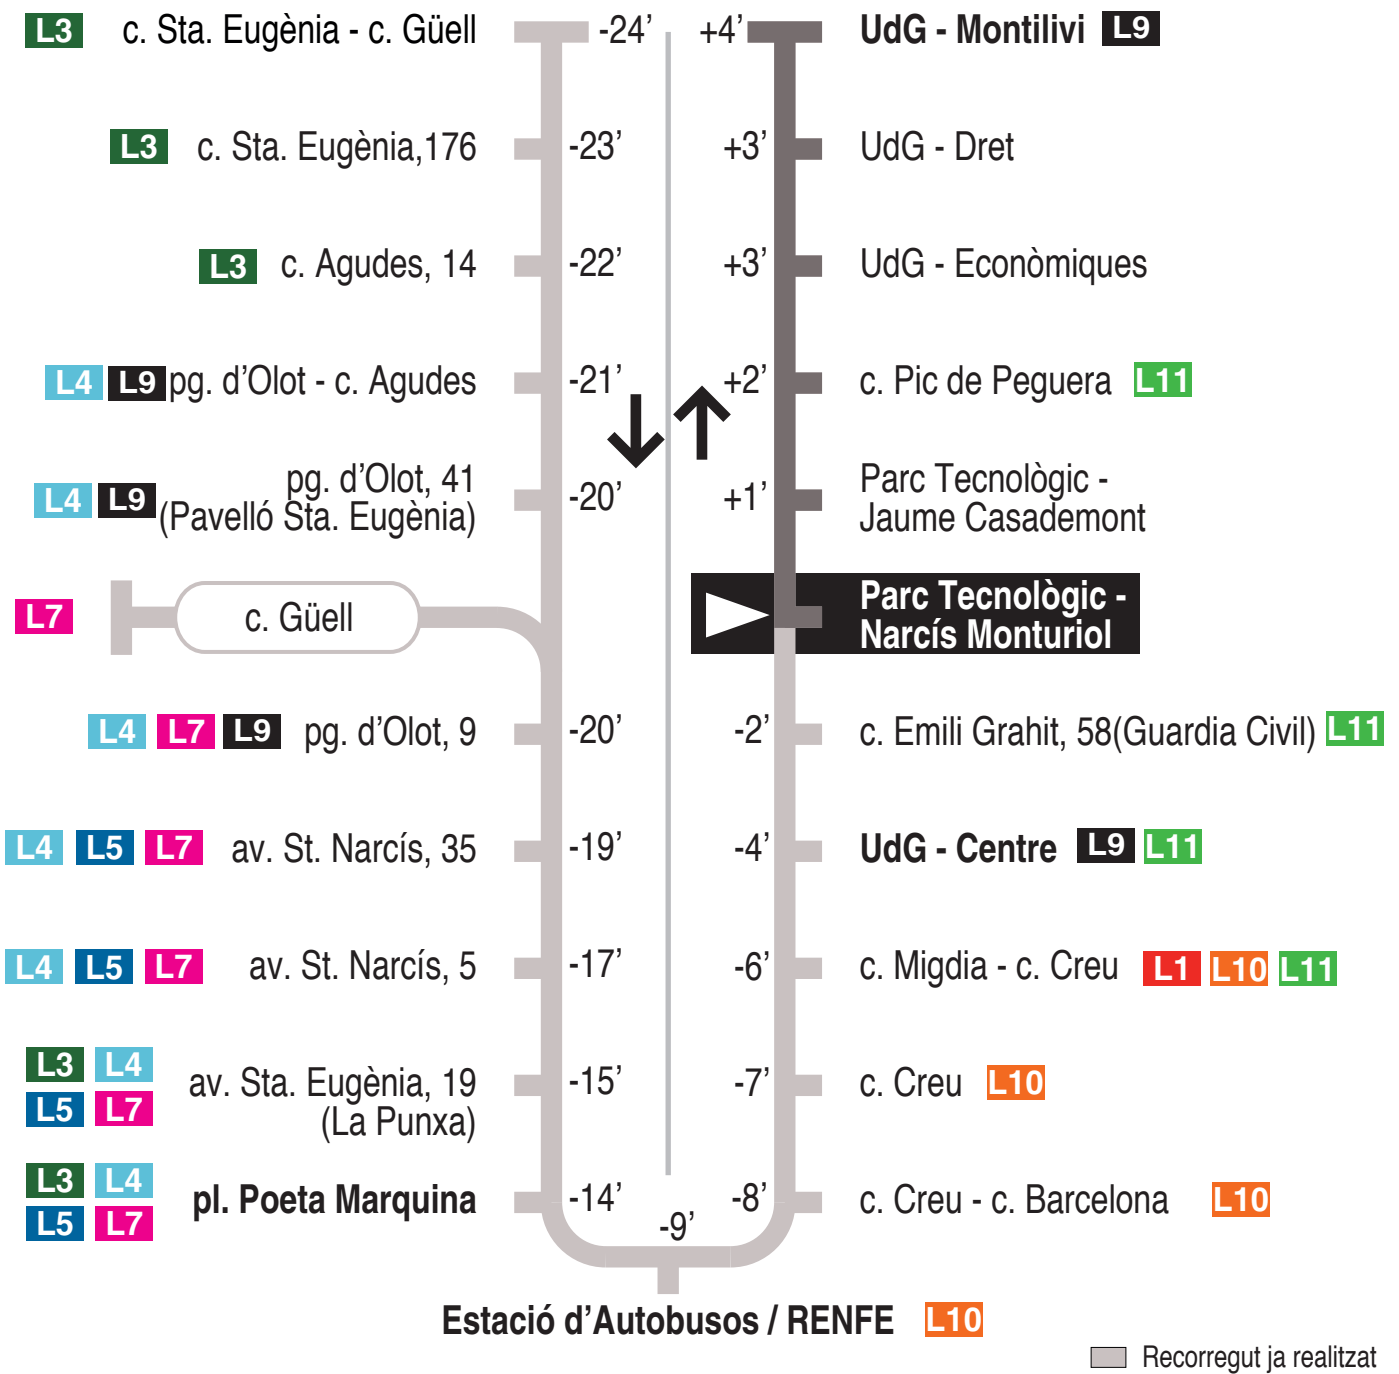 L3 c. Sta. Eugènia - c. Güell -24’
L3 c. Sta. Eugènia,176 -23’
L3 c. Agudes, 14 -22’
L4 L9 pg. d’Olot - c. Agudes -21’
L4 L9 pg. d’Olot, 41
(Pavelló Sta. Eugènia) -20’
L7 c. Güell
L4 L7 L9 pg. d’Olot, 9 -20’
L4 L5 L7 av. St. Narcís, 35 -19’
L4 L5 L7 av. St. Narcís, 5 -17’
L3 L4
L5 L7 av. Sta. Eugènia, 19 -15’
(La Punxa)
L3 L4
L5 L7 pl. Poeta Marquina -14’
-9’
Estació d’Autobusos / RENFE L10
+4’ UdG - Montilivi L9
+3’ UdG - Dret
+3’ UdG - Econòmiques
+2’ c. Pic de Peguera L11
+1’ Parc Tecnològic -
Jaume Casademont
Parc Tecnològic -
Narcís Monturiol
-2’ c. Emili Grahit, 58(Guardia Civil) L11
-4’ UdG - Centre L9 L11
-6’ c. Migdia - c. Creu L1 L10 L11
-7’ c. Creu L10
-8’ c. Creu - c. Barcelona L10
Recorregut ja realitzat